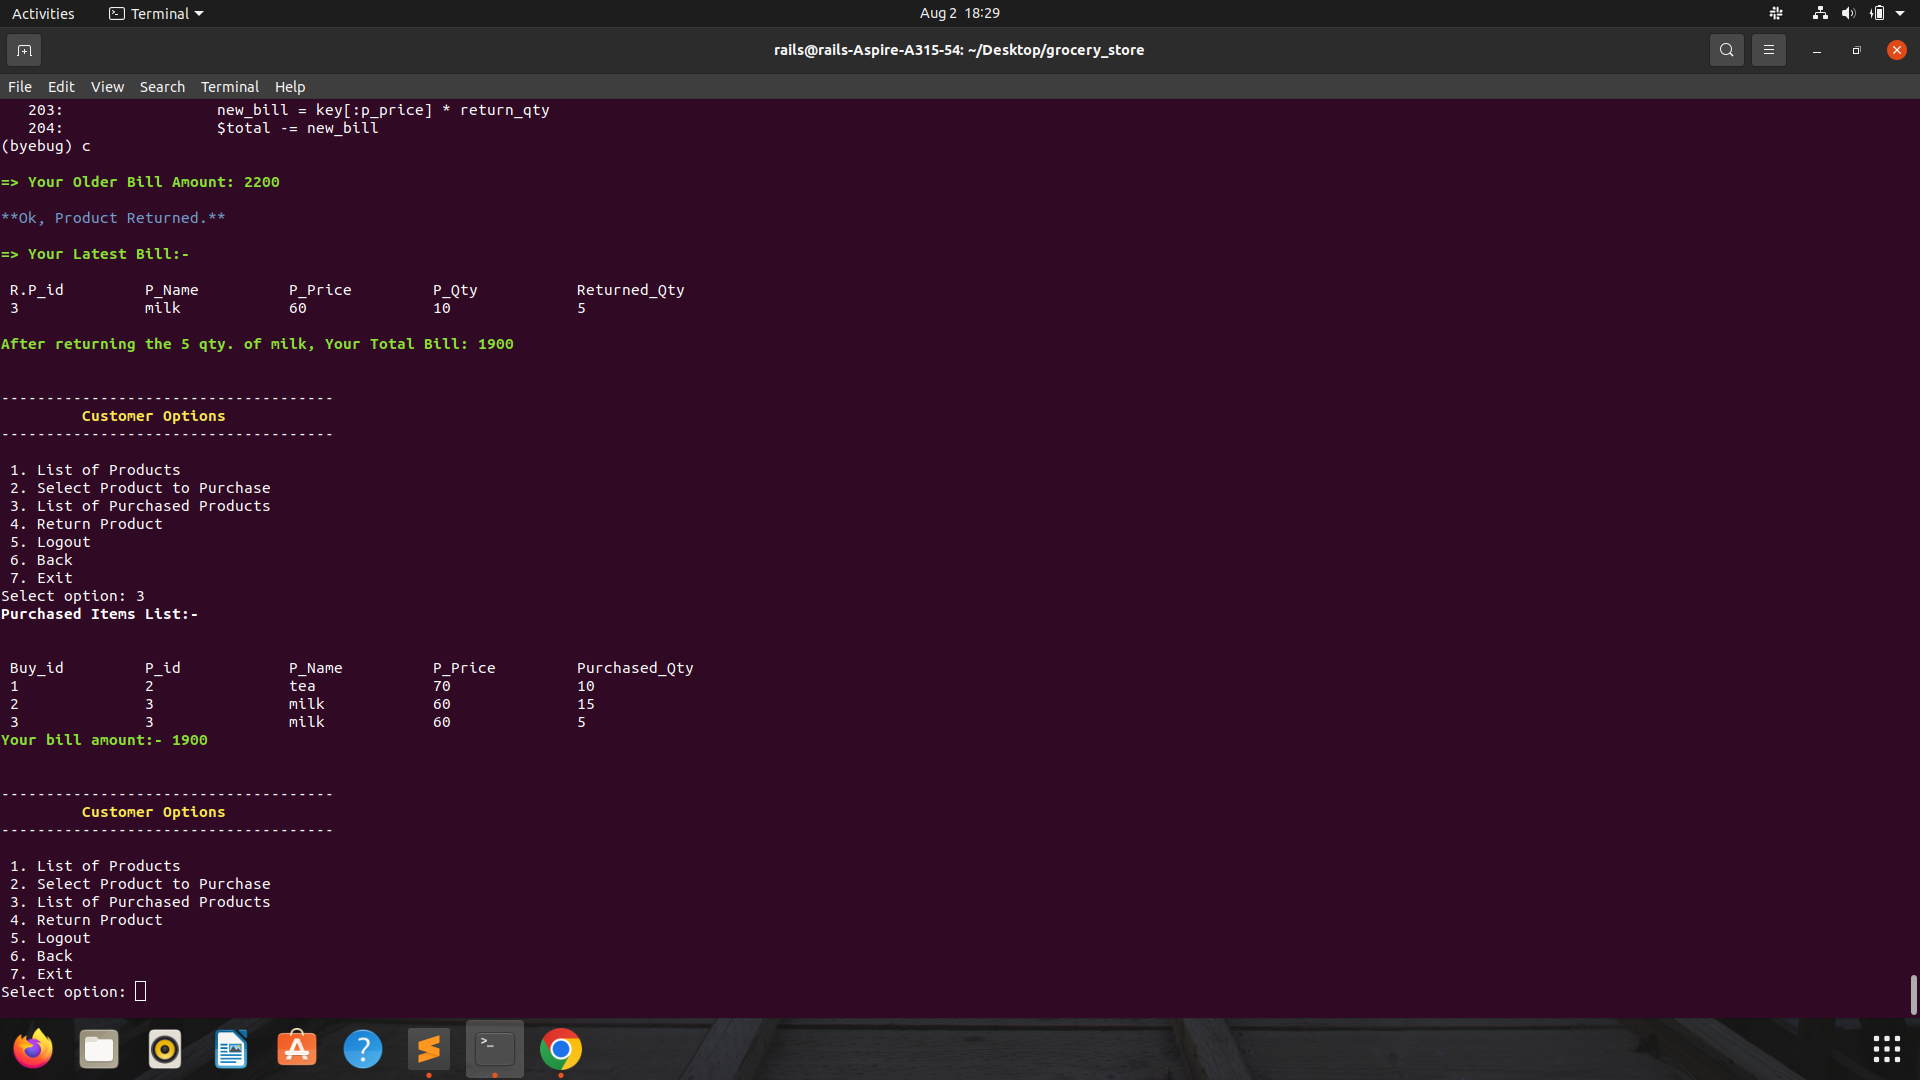 Activities Terminal Aug 2 18:29
rails@rails-Aspire-A315-54: ~/Desktop/grocery_store
File Edit View Search Terminal Help
203: new_bill = key[:p_price] * return_qty
204: $total -= new_bill
(byebug) c
=> Your Older Bill Amount: 2200
**Ok, Product Returned.**
=> Your Latest Bill:-
R.P_id P_Name P_Price P_Qty Returned_Qty
3 milk 60 10 5
After returning the 5 qty. of milk, Your Total Bill: 1900
-------------------------------------
Customer Options
-------------------------------------
1. List of Products
2. Select Product to Purchase
3. List of Purchased Products
4. Return Product
5. Logout
6. Back
7. Exit
Select option: 3
Purchased Items List:-
Buy_id P_id P_Name P_Price Purchased_Qty
1 2 tea 70 10
2 3 milk 60 15
3 3 milk 60 5
Your bill amount:- 1900
-------------------------------------
Customer Options
-------------------------------------
1. List of Products
2. Select Product to Purchase
3. List of Purchased Products
4. Return Product
5. Logout
6. Back
7. Exit
Select option: